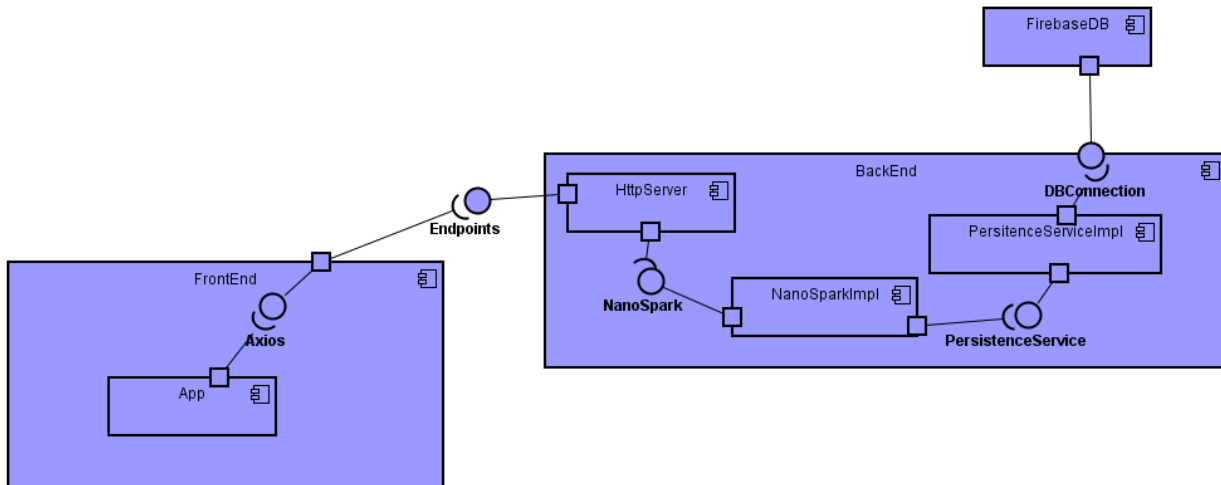 FirebaseDB
BackEnd
HttpServer
DBConnection
Endpoints
PersitenceServiceImpl
FrontEnd
NanoSpark
NanoSparkImpl
Axios
PersistenceService
App